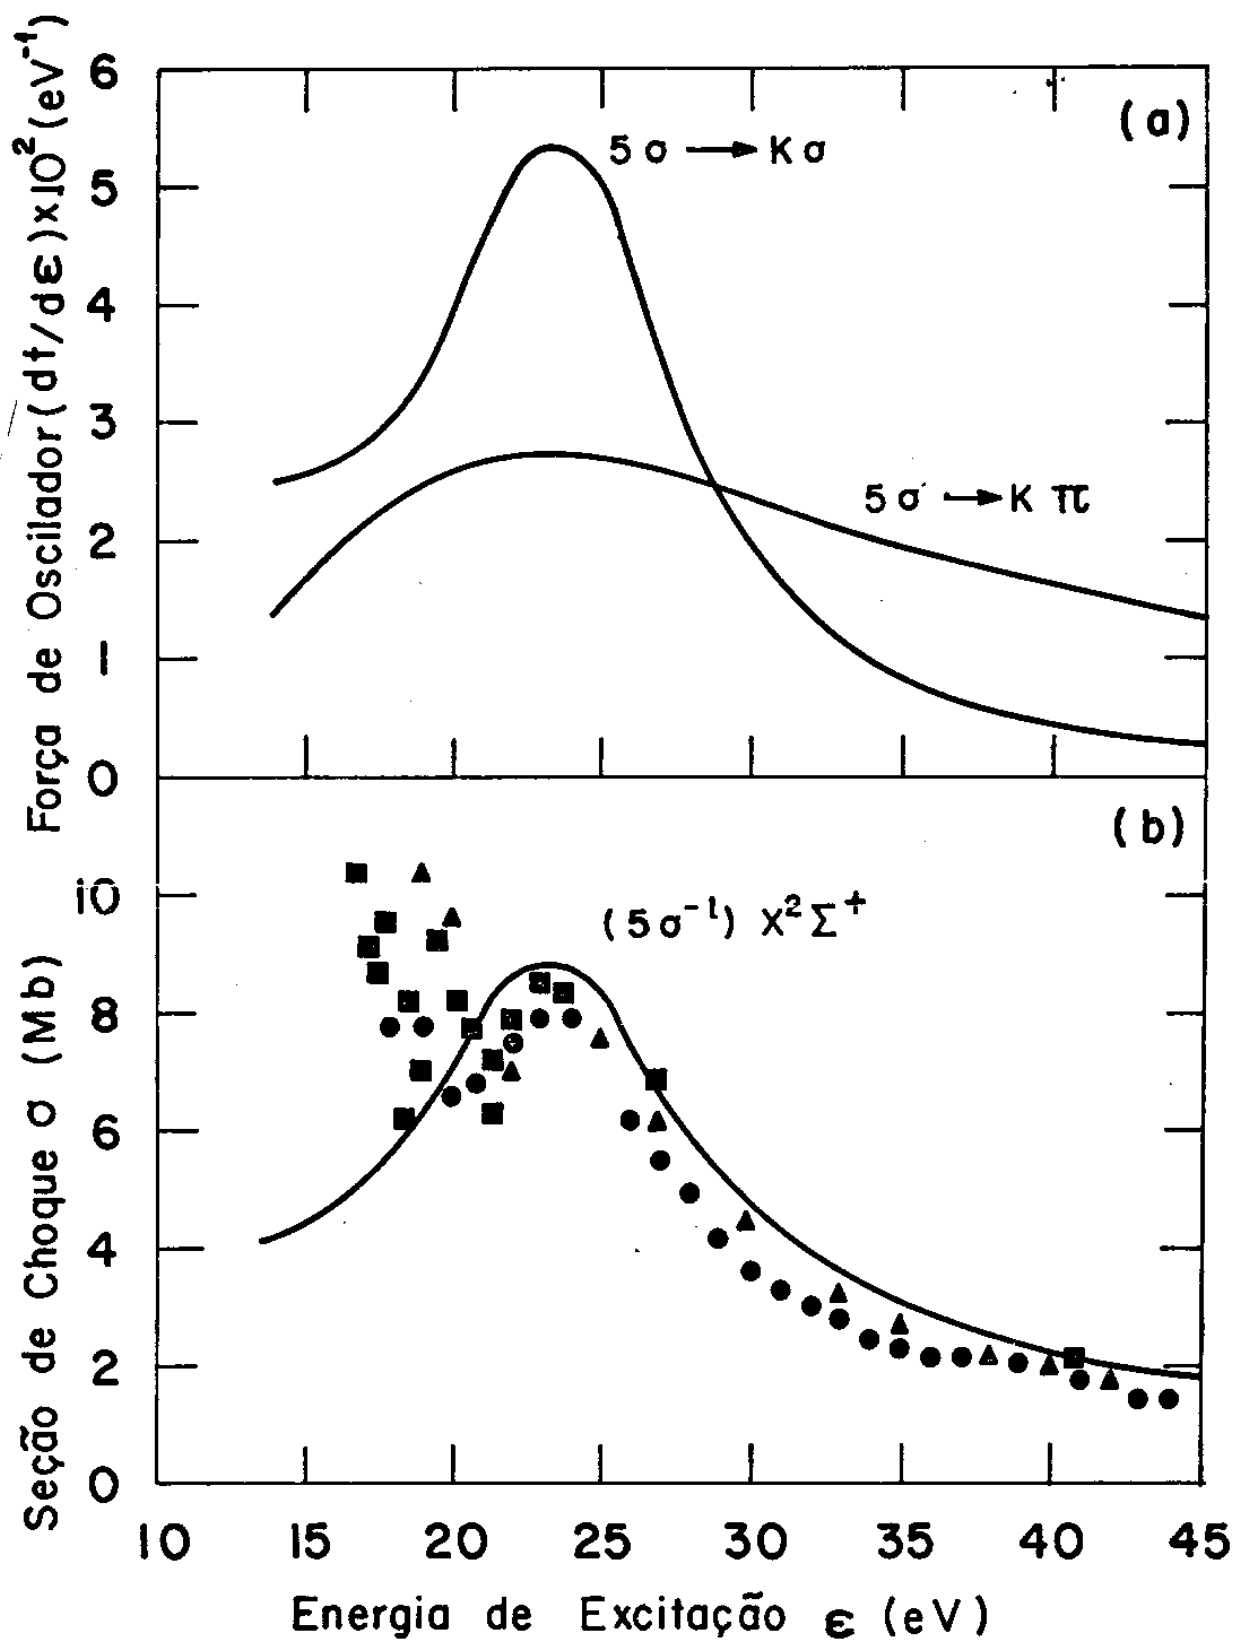 Força de Oscilador(df/dϵ)x10²(eV⁻¹)
6
5
4
3
2
1
0
(a)
5σ → Kσ
5σ → K π
Seção de Choque σ (Mb)
10
8
6
4
2
0
(b)
(5σ⁻¹) X²Σ⁺
10 15 20 25 30 35 40 45
Energia de Excitação ϵ (eV)